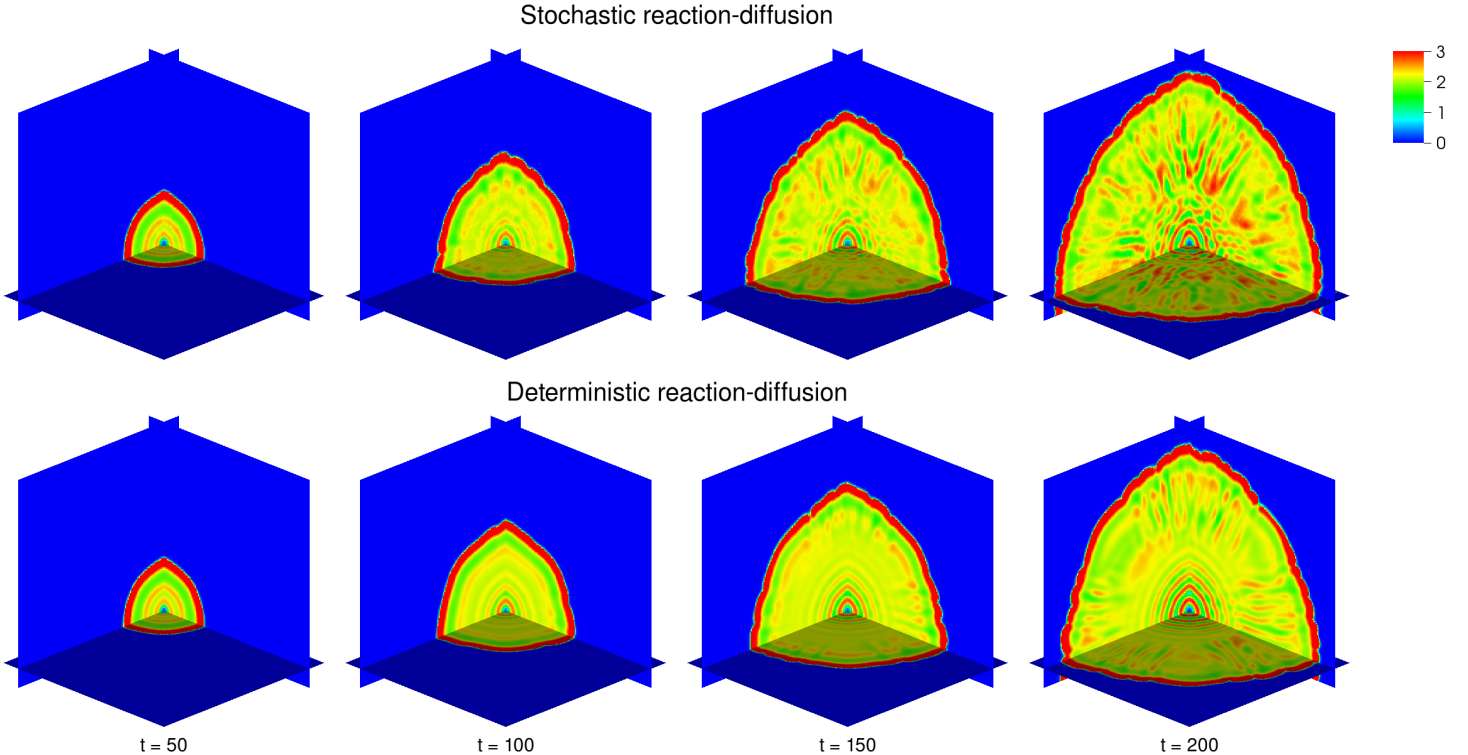 Stochastic reaction-diffusion
3
2
1
0
Deterministic reaction-diffusion
t = 50
t = 100
t = 150
t = 200